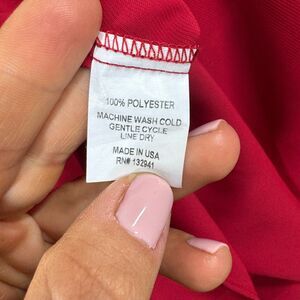 100% POLYESTER
MACHINE WASH COLD
GENTLE CYCLE
LINE DRY
MADE IN USA
RN# 132941